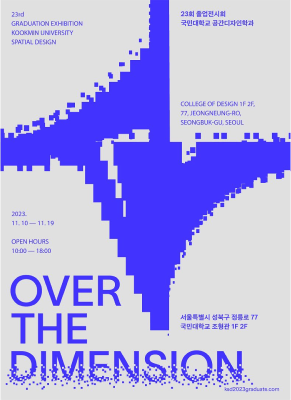 23rd
GRADUATION EXHIBITION
KOOKMIN UNIVERSITY
SPATIAL DESIGN
23회 졸업전시회
국민대학교 공간디자인학과
COLLEGE OF DESIGN 1F 2F,
77, JEONGNEUNG-RO,
SEONGBUK-GU, SEOUL
2023.
11. 10 — 11. 19
OPEN HOURS
10:00 — 18:00
OVER
THE
DIMENSION
서울특별시 성북구 정릉로 77
국민대학교 조형관 1F 2F
ksd2023graduate.com